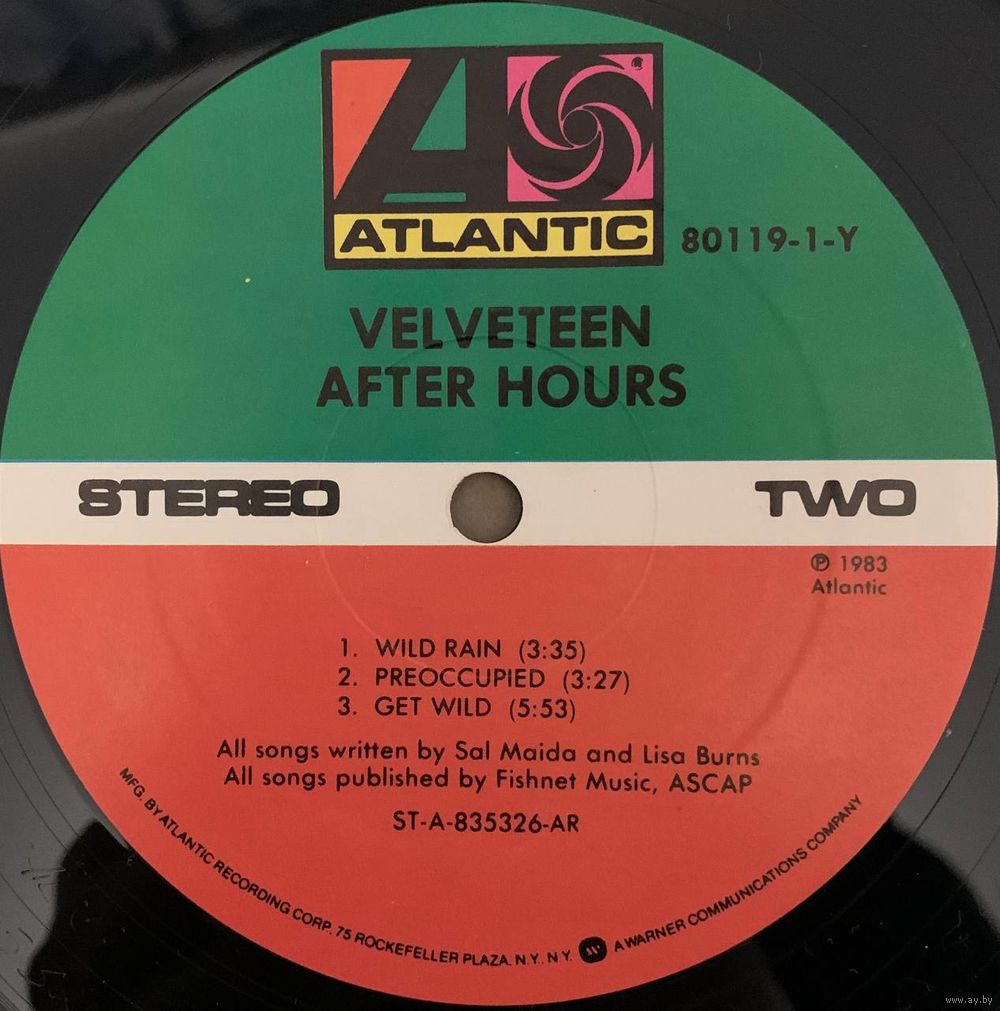 ATLANTIC
80119-1-Y
VELVETEEN
AFTER HOURS
STEREO
TWO
℗ 1983
Atlantic
1. WILD RAIN (3:35)
2. PREOCCUPIED (3:27)
3. GET WILD (5:53)
All songs written by Sal Maida and Lisa Burns
All songs published by Fishnet Music, ASCAP
ST-A-835326-AR
MFG. BY ATLANTIC RECORDING CORP. 75 ROCKEFELLER PLAZA. N.Y. N.Y. W A WARNER COMMUNICATIONS COMPANY
www.ay.by